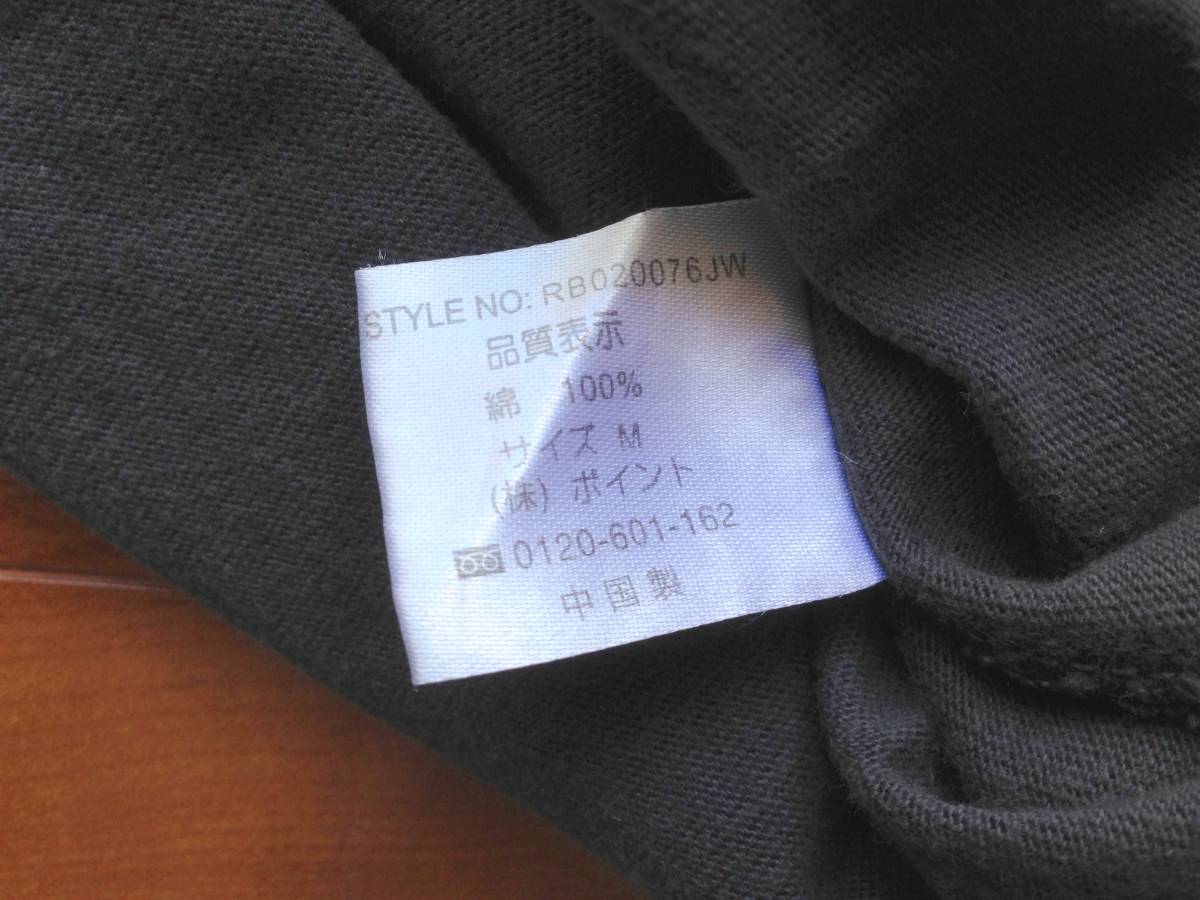 STYLE NO: RB020076JW
品質表示
綿 100%
サイズ M
(株) ポイント
0120-601-162
中国製